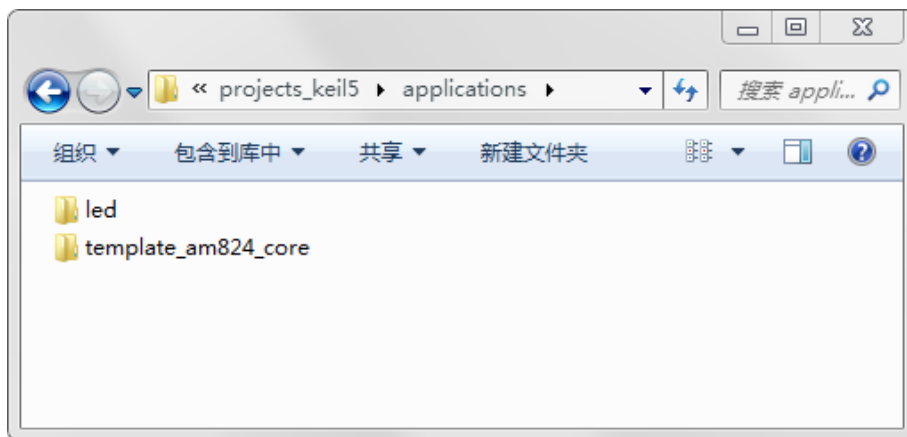 « projects_keil5 ▸ applications ▸ 搜索 appli...
组织 包含到库中 共享 新建文件夹
led
template_am824_core